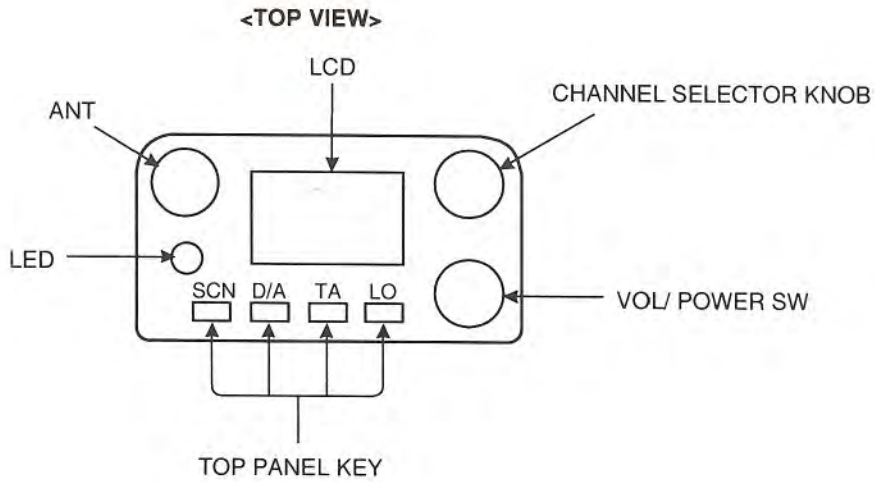 <TOP VIEW>
LCD
ANT
CHANNEL SELECTOR KNOB
LED
SCN D/A TA LO
VOL/ POWER SW
TOP PANEL KEY